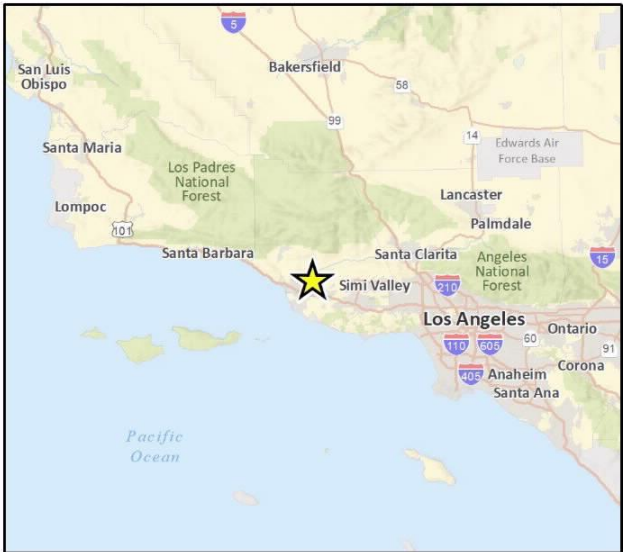 5
Bakersfield
San Luis
Obispo
58
99
14
Edwards Air
Force Base
Santa Maria
Los Padres
National
Forest
Lancaster
Lompoc
Palmdale
101
Santa Barbara
Santa Clarita
Angeles
National
Forest
15
Simi Valley
210
Los Angeles
Ontario
110
605
60
91
Corona
405
Anaheim
Santa Ana
Pacific
Ocean